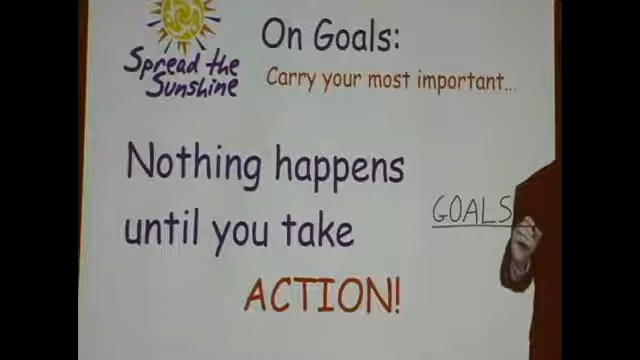 Spread the
Sunshine
On Goals:
Carry your most important...
Nothing happens
until you take
ACTION!
GOALS